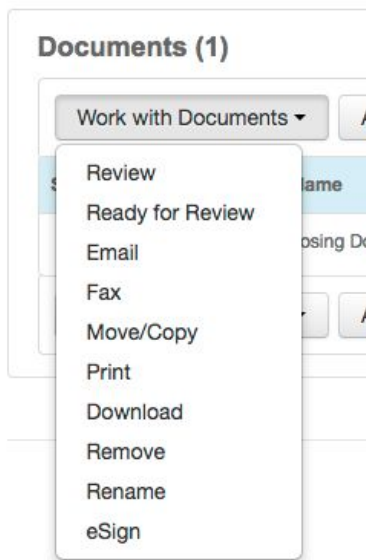 Documents (1)
Work with Documents
Review
Ready for Review
Email
Fax
Move/Copy
Print
Download
Remove
Rename
eSign